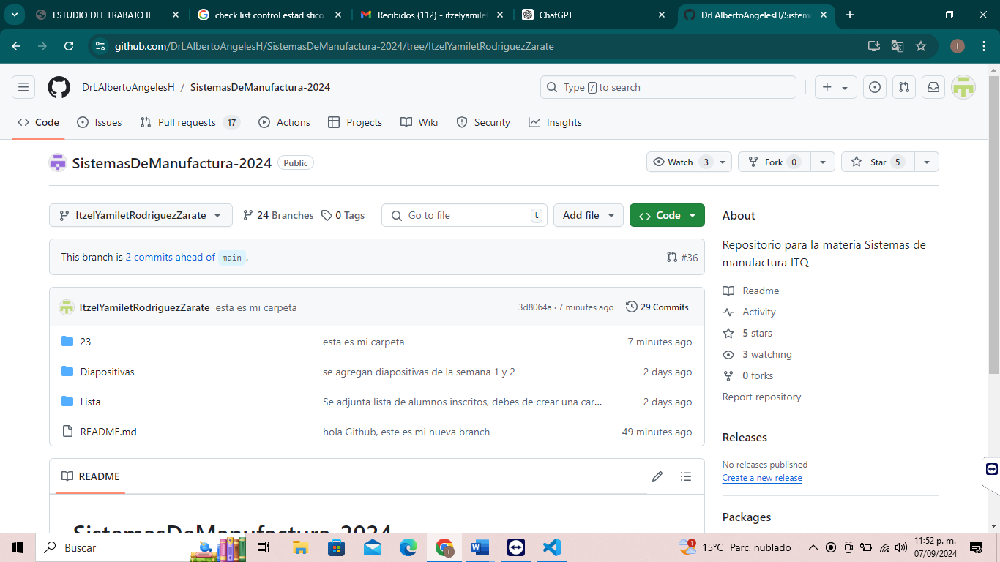 ESTUDIO DEL TRABAJO II
check list control estadistico
Recibidos (112) - itzelyamilet
ChatGPT
DrLAlbertoAngelesH/Sistema
github.com/DrLAlbertoAngelesH/SistemasDeManufactura-2024/tree/ItzelYamiletRodriguezZarate
I
DrLAlbertoAngelesH / SistemasDeManufactura-2024
Type / to search
Code
Issues
Pull requests 17
Actions
Projects
Wiki
Security
Insights
SistemasDeManufactura-2024 Public
Watch 3
Fork 0
Star 5
ItzelYamiletRodriguezZarate
24 Branches
0 Tags
Go to file t
Add file
Code
This branch is 2 commits ahead of main .
#36
ItzelYamiletRodriguezZarate esta es mi carpeta
3d8064a · 7 minutes ago
29 Commits
23 esta es mi carpeta 7 minutes ago
Diapositivas se agregan diapositivas de la semana 1 y 2 2 days ago
Lista Se adjunta lista de alumnos inscritos, debes de crear una car... 2 days ago
README.md hola Github, este es mi nueva branch 49 minutes ago
README
SistemasDeManufactura-2024
About
Repositorio para la materia Sistemas de
manufactura ITQ
Readme
Activity
5 stars
3 watching
0 forks
Report repository
Releases
No releases published
Create a new release
Packages
Buscar
1
15°C Parc. nublado
11:52 p. m.
07/09/2024